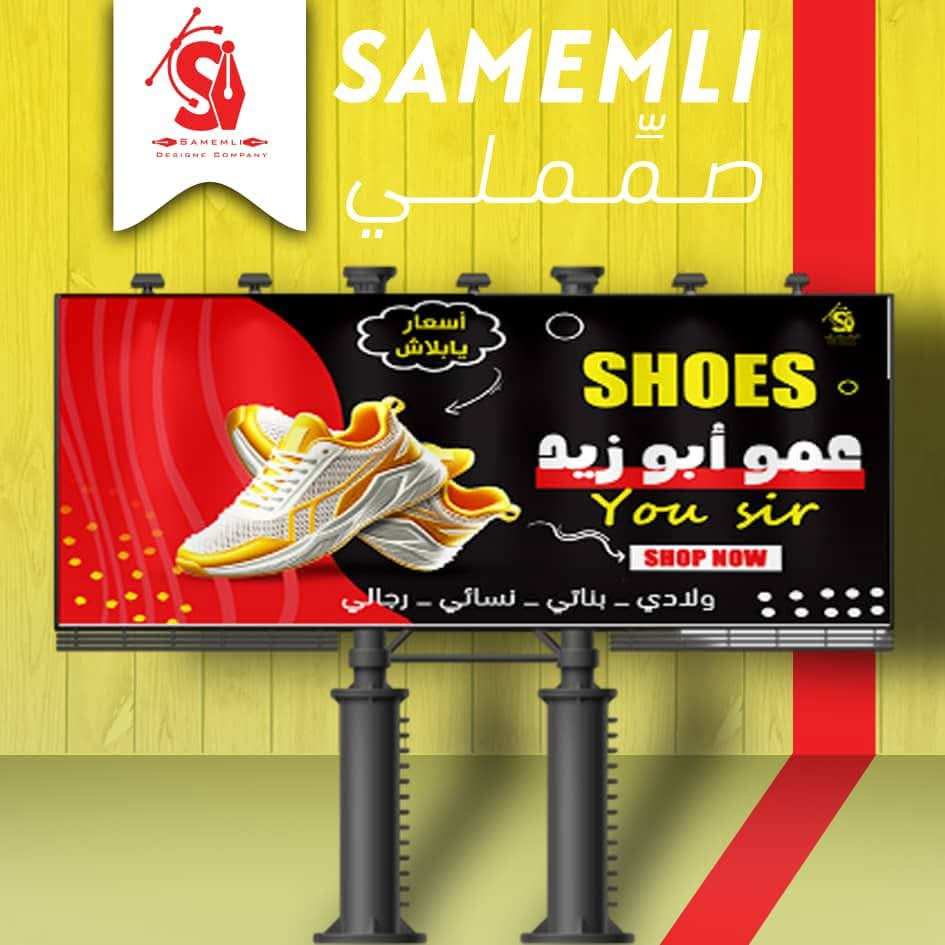 SAMEMLI
صمّملي
SAMEMLI
DESIGNE COMPANY
أسعار
يابلاش
SHOES
عمو أبو زيد
You sir
SHOP NOW
ولادي _ بناتي _ نسائي _ رجالي